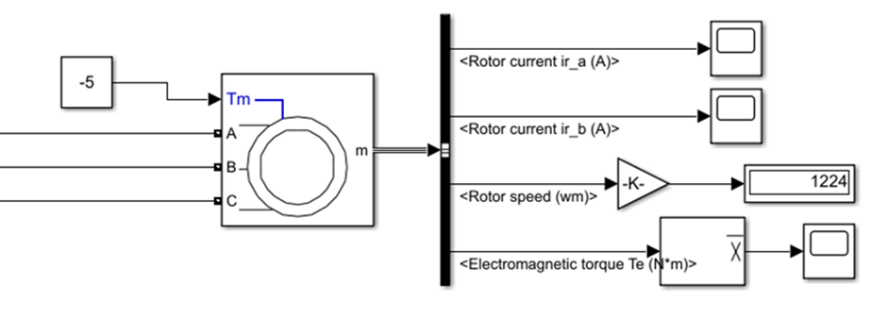 -5
Tm
A
B
C
m
<Rotor current ir_a (A)>
<Rotor current ir_b (A)>
<Rotor speed (wm)>
-K-
1224
<Electromagnetic torque Te (N*m)>
X